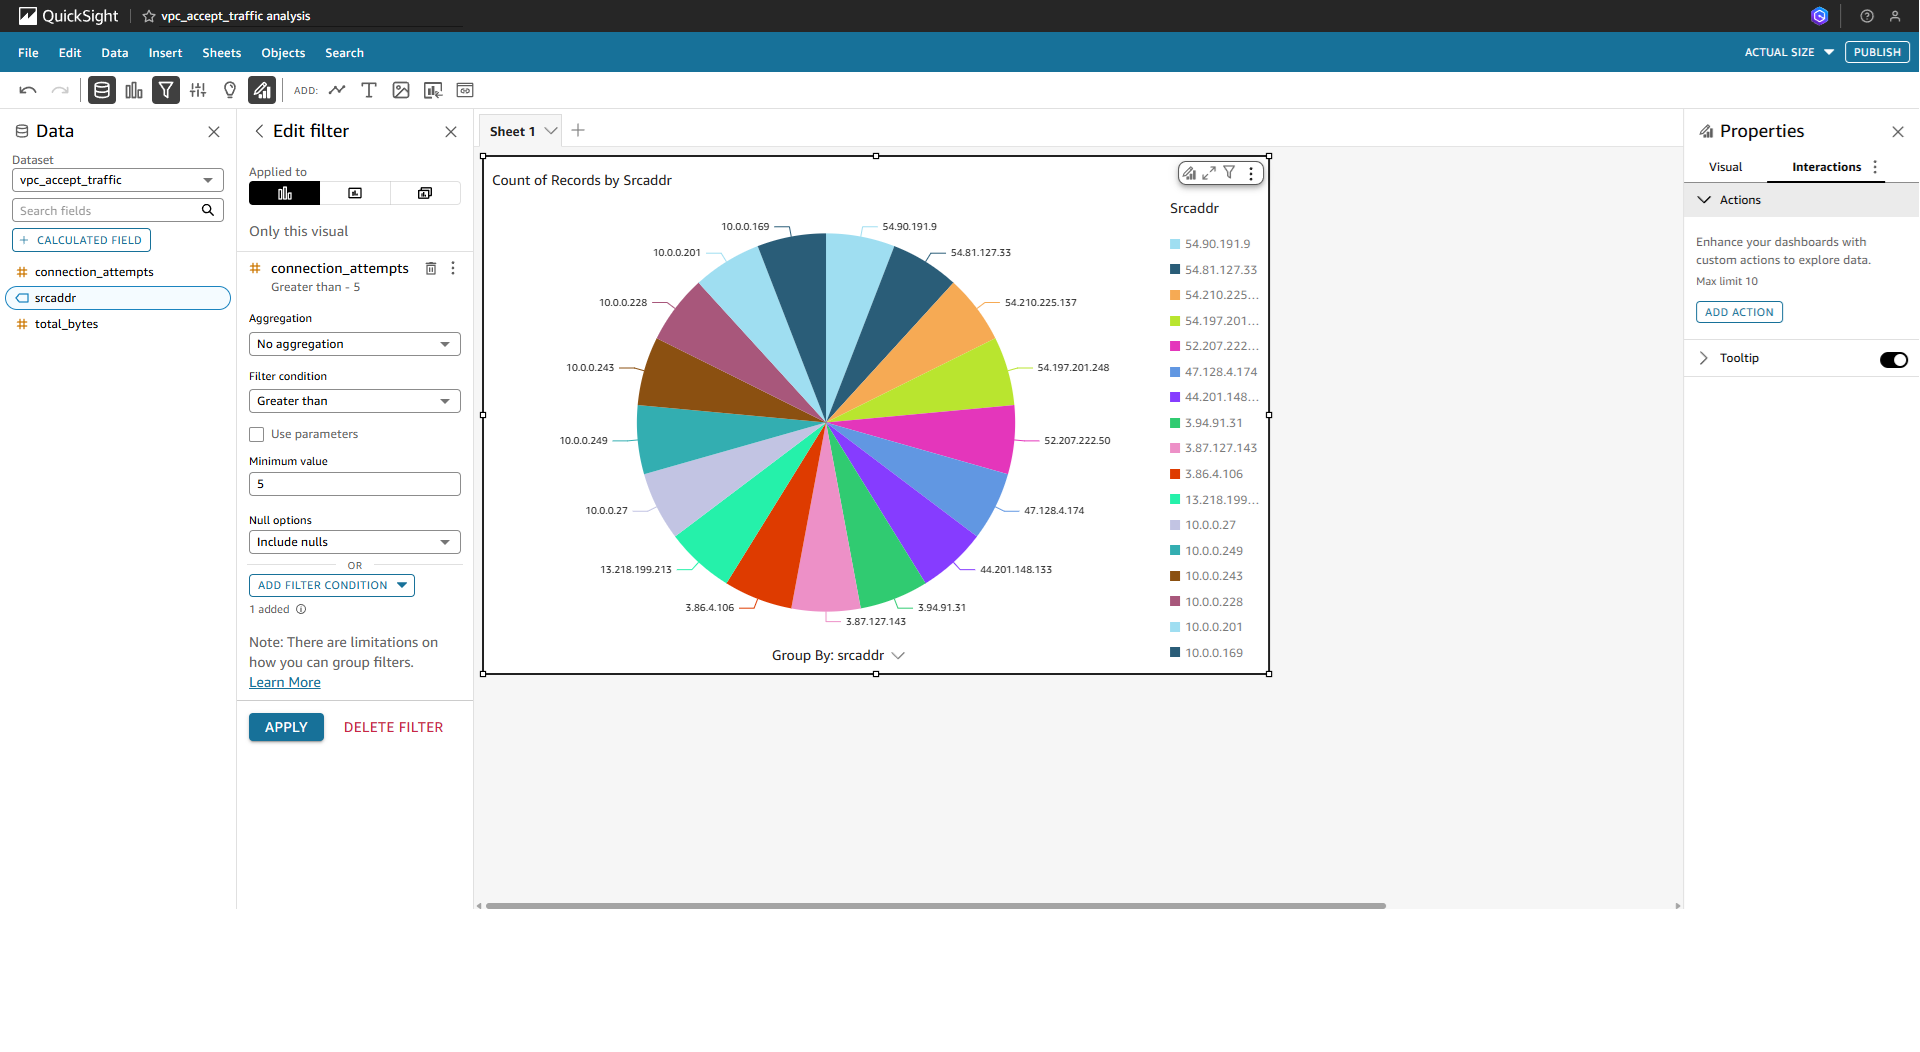 QuickSight
vpc_accept_traffic analysis
File Edit Data Insert Sheets Objects Search
ACTUAL SIZE
PUBLISH
ADD:
Data
Dataset
vpc_accept_traffic
Search fields
CALCULATED FIELD
connection_attempts
srcaddr
total_bytes
Edit filter
Applied to
Only this visual
connection_attempts
Greater than - 5
Aggregation
No aggregation
Filter condition
Greater than
Use parameters
Minimum value
5
Null options
Include nulls
OR
ADD FILTER CONDITION
1 added
Note: There are limitations on
how you can group filters.
Learn More
APPLY
DELETE FILTER
Sheet 1
Count of Records by Srcaddr
10.0.0.169
54.90.191.9
10.0.0.201
54.81.127.33
10.0.0.228
54.210.225.137
10.0.0.243
54.197.201.248
10.0.0.249
52.207.222.50
10.0.0.27
47.128.4.174
13.218.199.213
44.201.148.133
3.86.4.106
3.94.91.31
3.87.127.143
Group By: srcaddr
Srcaddr
54.90.191.9
54.81.127.33
54.210.225...
54.197.201...
52.207.222...
47.128.4.174
44.201.148...
3.94.91.31
3.87.127.143
3.86.4.106
13.218.199...
10.0.0.27
10.0.0.249
10.0.0.243
10.0.0.228
10.0.0.201
10.0.0.169
Properties
Visual
Interactions
Actions
Enhance your dashboards with
custom actions to explore data.
Max limit 10
ADD ACTION
Tooltip